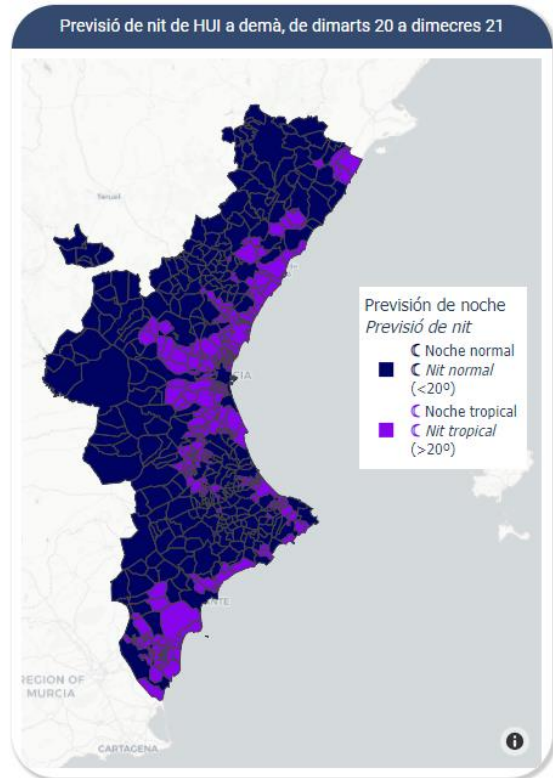 Previsió de nit de HUI a demà, de dimarts 20 a dimecres 21
Teruel
Previsión de noche
Previsió de nit
Noche normal
Nit normal
(<20º)
Noche tropical
Nit tropical
(>20º)
REGION OF
MURCIA
CARTAGENA
i